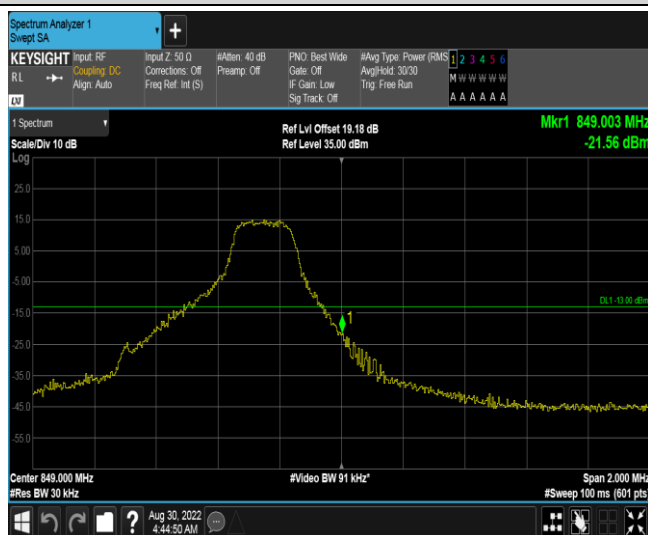 Spectrum Analyzer 1
Swept SA
+
KEYSIGHT
RL
LXI
Input: RF
Coupling: DC
Align: Auto
Input Z: 50 Ω
Corrections: Off
Freq Ref: Int (S)
#Atten: 40 dB
Preamp: Off
PNO: Best Wide
Gate: Off
IF Gain: Low
Sig Track: Off
#Avg Type: Power (RMS
Avg|Hold: 30/30
Trig: Free Run
1 2 3 4 5 6
M W W W W W
A A A A A A
1 Spectrum
Scale/Div 10 dB
Log
Ref Lvl Offset 19.18 dB
Ref Level 35.00 dBm
Mkr1 849.003 MHz
-21.56 dBm
25.0
15.0
5.00
-5.00
-15.0
-25.0
-35.0
-45.0
-55.0
DL1 -13.00 dBm
1
Center 849.000 MHz
#Res BW 30 kHz
#Video BW 91 kHz*
Span 2.000 MHz
#Sweep 100 ms (601 pts)
?
Aug 30, 2022
4:44:50 AM